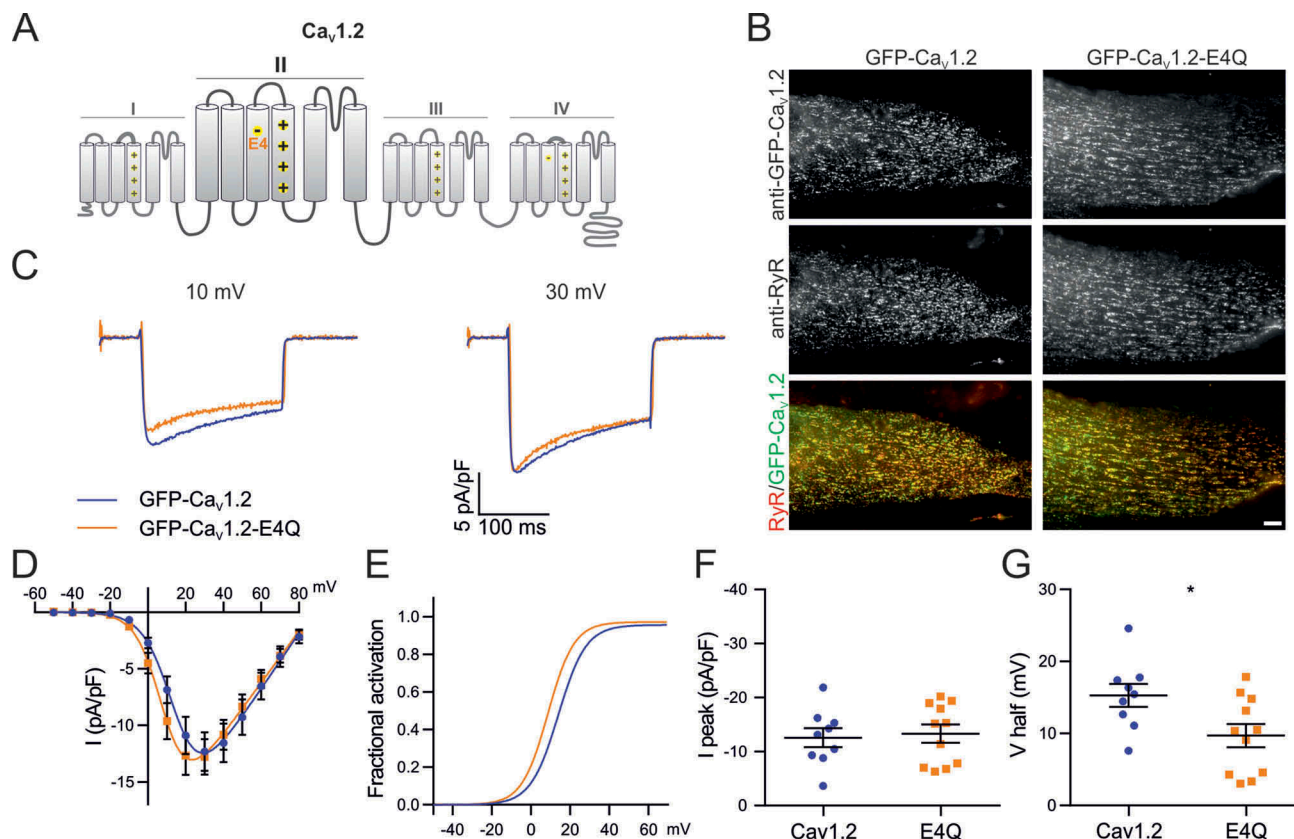 A
Cav1.2
II
I
III
IV
-
E4
+
+
+
+
+
+
+
+
+
+
+
+
-
+
+
+
+
B
GFP-Cav1.2
GFP-Cav1.2-E4Q
anti-GFP-Cav1.2
anti-RyR
RyR/GFP-Cav1.2
C
10 mV
30 mV
5 pA/pF
100 ms
GFP-Cav1.2
GFP-Cav1.2-E4Q
D
-60 -40 -20 20 40 60 80 mV
-5
-10
-15
I (pA/pF)
E
1.0
0.8
0.6
0.4
0.2
0.0
Fractional activation
-40 -20 0 20 40 60 mV
F
-40
-30
-20
-10
0
I peak (pA/pF)
Cav1.2 E4Q
G
*
30
20
10
0
V half (mV)
Cav1.2 E4Q